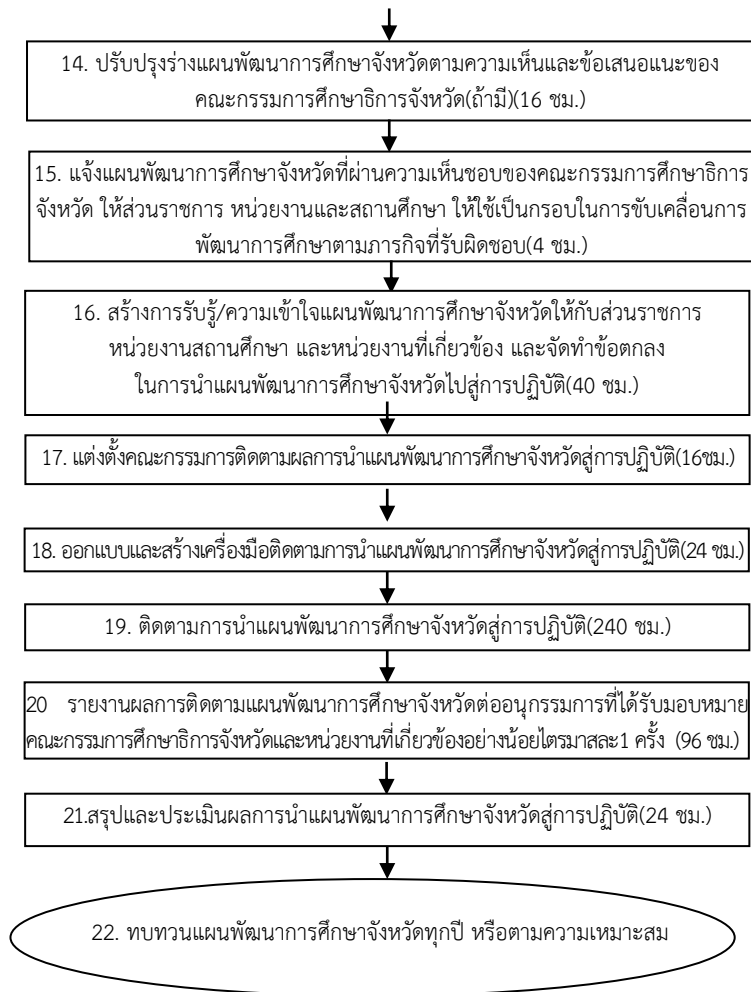 14. ปรับปรุงร่างแผนพัฒนาการศึกษาจังหวัดตามความเห็นและข้อเสนอแนะของ
คณะกรรมการศึกษาธิการจังหวัด(ถ้ามี)(16 ชม.)
15. แจ้งแผนพัฒนาการศึกษาจังหวัดที่ผ่านความเห็นชอบของคณะกรรมการศึกษาธิการ
จังหวัด ให้ส่วนราชการ หน่วยงานและสถานศึกษา ให้ใช้เป็นกรอบในการขับเคลื่อนการ
พัฒนาการศึกษาตามภารกิจที่รับผิดชอบ(4 ชม.)
16. สร้างการรับรู้/ความเข้าใจแผนพัฒนาการศึกษาจังหวัดให้กับส่วนราชการ
หน่วยงานสถานศึกษา และหน่วยงานที่เกี่ยวข้อง และจัดทำข้อตกลง
ในการนำแผนพัฒนาการศึกษาจังหวัดไปสู่การปฏิบัติ(40 ชม.)
17. แต่งตั้งคณะกรรมการติดตามผลการนำแผนพัฒนาการศึกษาจังหวัดสู่การปฏิบัติ(16ชม.)
18. ออกแบบและสร้างเครื่องมือติดตามการนำแผนพัฒนาการศึกษาจังหวัดสู่การปฏิบัติ(24 ชม.)
19. ติดตามการนำแผนพัฒนาการศึกษาจังหวัดสู่การปฏิบัติ(240 ชม.)
20 รายงานผลการติดตามแผนพัฒนาการศึกษาจังหวัดต่ออนุกรรมการที่ได้รับมอบหมาย
คณะกรรมการศึกษาธิการจังหวัดและหน่วยงานที่เกี่ยวข้องอย่างน้อยไตรมาสละ1 ครั้ง (96 ชม.)
21.สรุปและประเมินผลการนำแผนพัฒนาการศึกษาจังหวัดสู่การปฏิบัติ(24 ชม.)
22. ทบทวนแผนพัฒนาการศึกษาจังหวัดทุกปี หรือตามความเหมาะสม